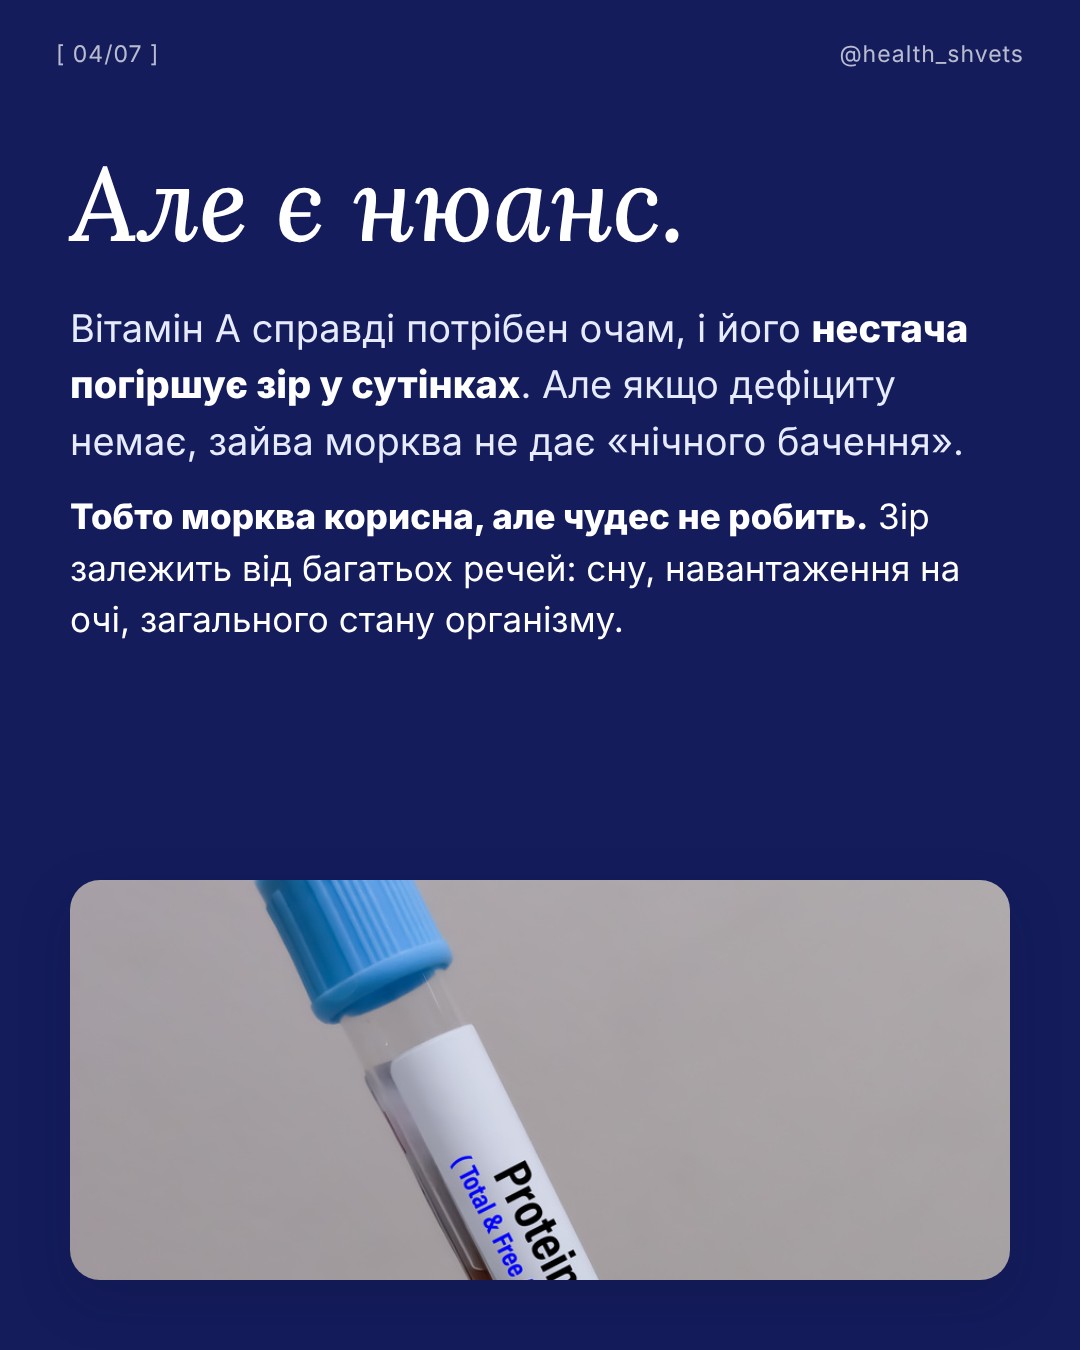 [ 04/07 ]
@health_shvets
Але є нюанс.
Вітамін А справді потрібен очам, і його нестача
погіршує зір у сутінках. Але якщо дефіциту
немає, зайва морква не дає «нічного бачення».
Тобто морква корисна, але чудес не робить. Зір
залежить від багатьох речей: сну, навантаження на
очі, загального стану організму.
Protein
( Total & Free